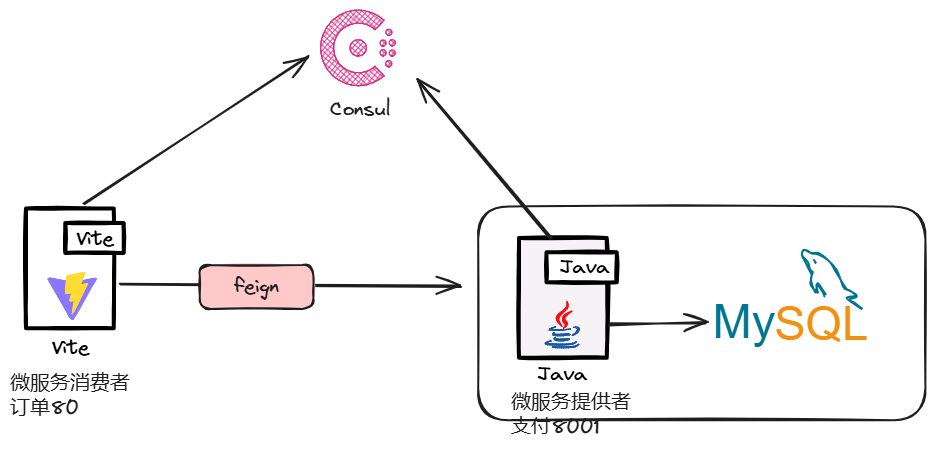 Consul
Vite
Vite
微服务消费者
订单80
feign
Java
Java
微服务提供者
支付8001
MySQL